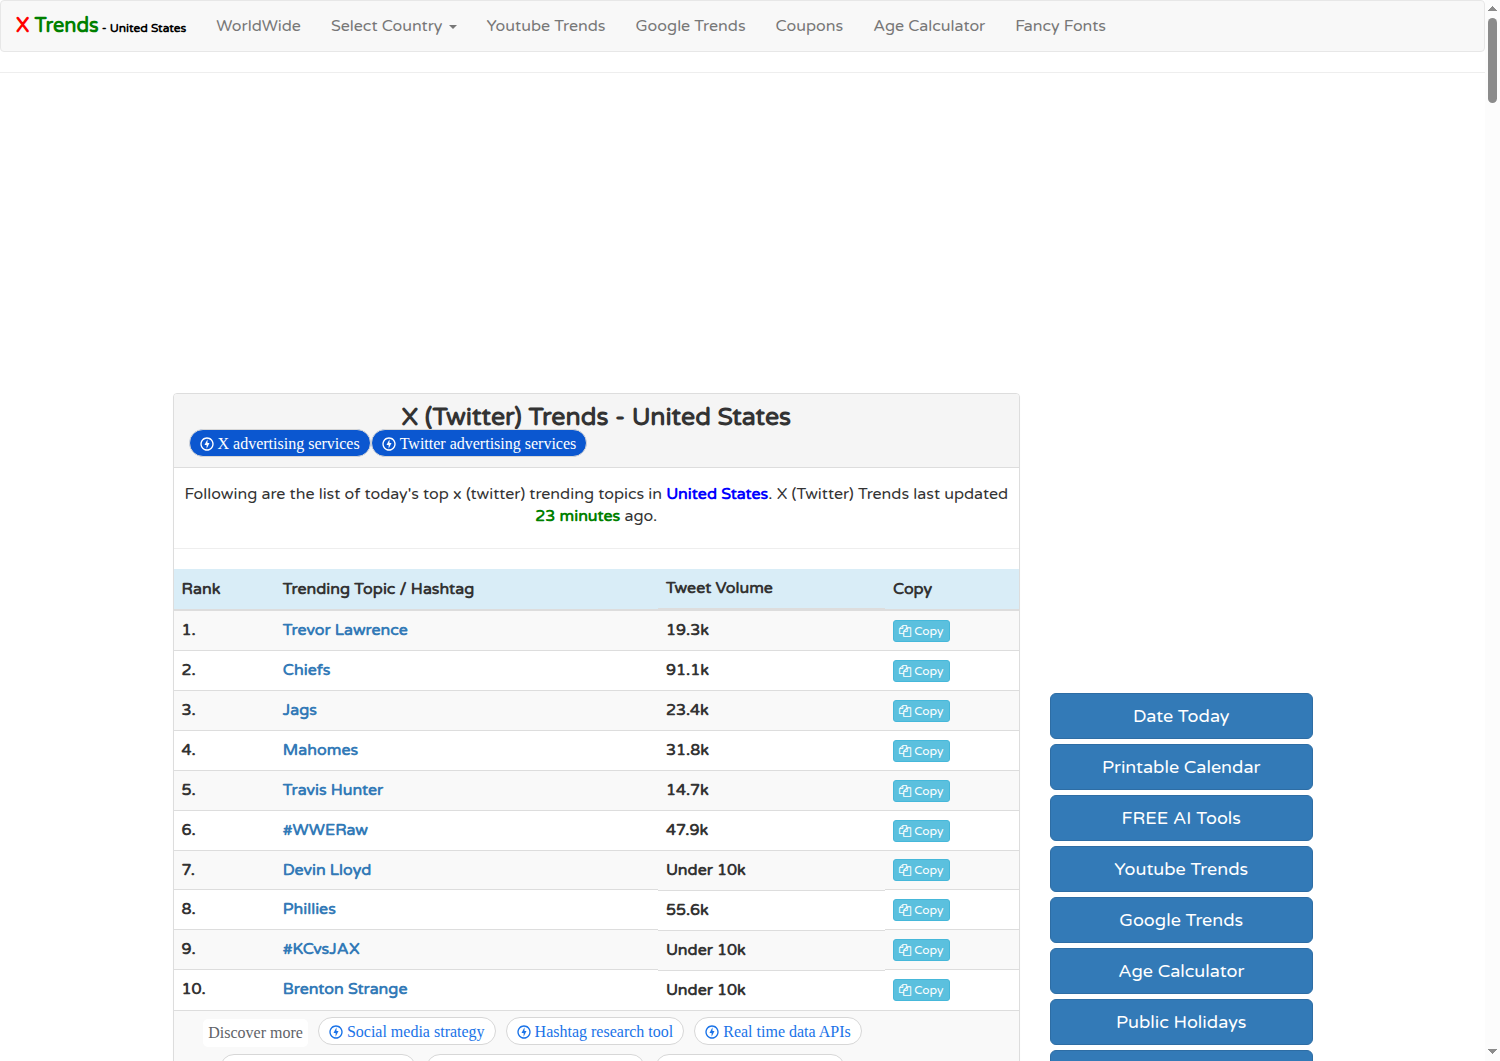 X Trends - United States WorldWide Select Country Youtube Trends Google Trends Coupons Age Calculator Fancy Fonts
X (Twitter) Trends - United States
X advertising services Twitter advertising services
Following are the list of today's top x (twitter) trending topics in United States. X (Twitter) Trends last updated
23 minutes ago.
Rank Trending Topic / Hashtag Tweet Volume Copy
1. Trevor Lawrence 19.3k Copy
2. Chiefs 91.1k Copy
3. Jags 23.4k Copy
4. Mahomes 31.8k Copy
5. Travis Hunter 14.7k Copy
6. #WWERaw 47.9k Copy
7. Devin Lloyd Under 10k Copy
8. Phillies 55.6k Copy
9. #KCvsJAX Under 10k Copy
10. Brenton Strange Under 10k Copy
Discover more Social media strategy Hashtag research tool Real time data APIs
Date Today
Printable Calendar
FREE AI Tools
Youtube Trends
Google Trends
Age Calculator
Public Holidays